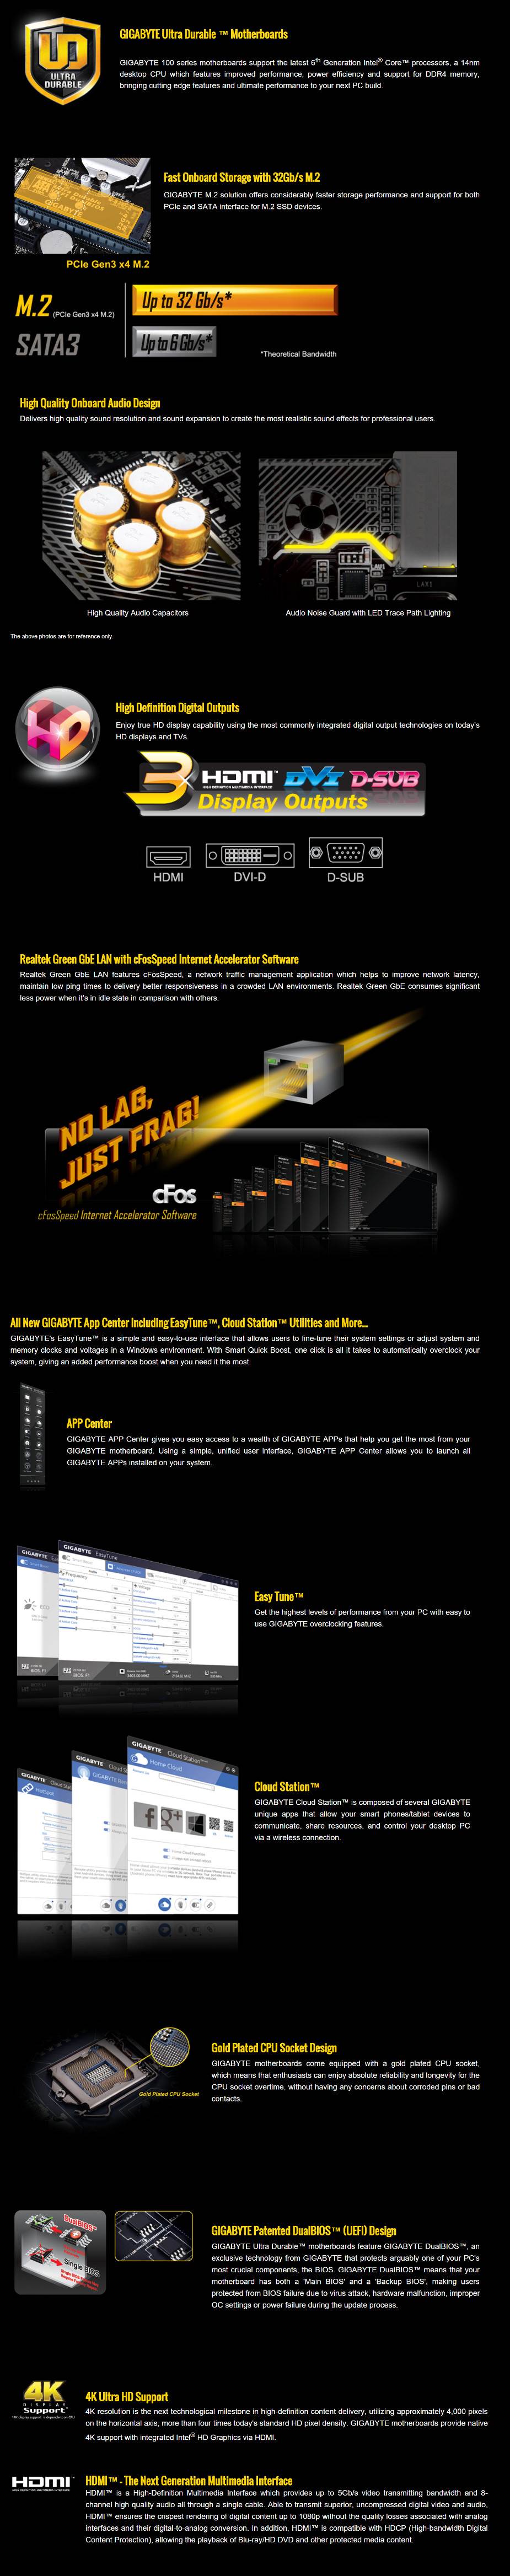 ULTRA
DURABLE
GIGABYTE Ultra Durable ™ Motherboards
GIGABYTE 100 series motherboards support the latest 6th Generation Intel® Core™ processors, a 14nm
desktop CPU which features improved performance, power efficiency and support for DDR4 memory,
bringing cutting edge features and ultimate performance to your next PC build.
Fast Onboard Storage with 32Gb/s M.2
GIGABYTE M.2 solution offers considerably faster storage performance and support for both
PCIe and SATA interface for M.2 SSD devices.
GIGABYTE
PCIe Gen3 x4 M.2
M.2 (PCIe Gen3 x4 M.2)
Up to 32 Gb/s*
SATA3
Up to 6 Gb/s*
*Theoretical Bandwidth
High Quality Onboard Audio Design
Delivers high quality sound resolution and sound expansion to create the most realistic sound effects for professional users.
LAN1
High Quality Audio Capacitors
Audio Noise Guard with LED Trace Path Lighting
The above photos are for reference only.
HD
High Definition Digital Outputs
Enjoy true HD display capability using the most commonly integrated digital output technologies on today's
HD displays and TVs.
3 HDMI™ DVI D-SUB
HIGH DEFINITION MULTIMEDIA INTERFACE
Display Outputs
HDMI
DVI-D
D-SUB
Realtek Green GbE LAN with cFosSpeed Internet Accelerator Software
Realtek Green GbE LAN features cFosSpeed, a network traffic management application which helps to improve network latency,
maintain low ping times to delivery better responsiveness in a crowded LAN environments. Realtek Green GbE consumes significant
less power when it's in idle state in comparison with others.
NO LAG,
JUST FRAG!
cFos
cFosSpeed Internet Accelerator Software
All New GIGABYTE App Center Including EasyTune™, Cloud Station™ Utilities and More...
GIGABYTE's EasyTune™ is a simple and easy-to-use interface that allows users to fine-tune their system settings or adjust system and
memory clocks and voltages in a Windows environment. With Smart Quick Boost, one click is all it takes to automatically overclock your
system, giving an added performance boost when you need it the most.
APP Center
GIGABYTE APP Center gives you easy access to a wealth of GIGABYTE APPs that help you get the most from your
GIGABYTE motherboard. Using a simple, unified user interface, GIGABYTE APP Center allows you to launch all
GIGABYTE APPs installed on your system.
GIGABYTE
GIGABYTE EasyTune
Easy Tune™
Get the highest levels of performance from your PC with easy to
use GIGABYTE overclocking features.
GIGABYTE Cloud Station
Home Cloud
GIGABYTE
HotSpot
Cloud Station™
GIGABYTE Cloud Station™ is composed of several GIGABYTE
unique apps that allow your smart phones/tablet devices to
communicate, share resources, and control your desktop PC
via a wireless connection.
Gold Plated CPU Socket
Gold Plated CPU Socket Design
GIGABYTE motherboards come equipped with a gold plated CPU socket,
which means that enthusiasts can enjoy absolute reliability and longevity for the
CPU socket overtime, without having any concerns about corroded pins or bad
contacts.
DualBIOS™
Single BIOS
GIGABYTE Patented DualBIOS™ (UEFI) Design
GIGABYTE Ultra Durable™ motherboards feature GIGABYTE DualBIOS™, an
exclusive technology from GIGABYTE that protects arguably one of your PC's
most crucial components, the BIOS. GIGABYTE DualBIOS™ means that your
motherboard has both a 'Main BIOS' and a 'Backup BIOS', making users
protected from BIOS failure due to virus attack, hardware malfunction, improper
OC settings or power failure during the update process.
4K
DISPLAY
Support*
*4K display support is dependent on CPU
4K Ultra HD Support
4K resolution is the next technological milestone in high-definition content delivery, utilizing approximately 4,000 pixels
on the horizontal axis, more than four times today's standard HD pixel density. GIGABYTE motherboards provide native
4K support with integrated Intel® HD Graphics via HDMI.
HDMI™
HIGH DEFINITION MULTIMEDIA INTERFACE
HDMI™ - The Next Generation Multimedia Interface
HDMI™ is a High-Definition Multimedia Interface which provides up to 5Gb/s video transmitting bandwidth and 8-
channel high quality audio all through a single cable. Able to transmit superior, uncompressed digital video and audio,
HDMI™ ensures the crispest rendering of digital content up to 1080p without the quality losses associated with analog
interfaces and their digital-to-analog conversion. In addition, HDMI™ is compatible with HDCP (High-bandwidth Digital
Content Protection), allowing the playback of Blu-ray/HD DVD and other protected media content.